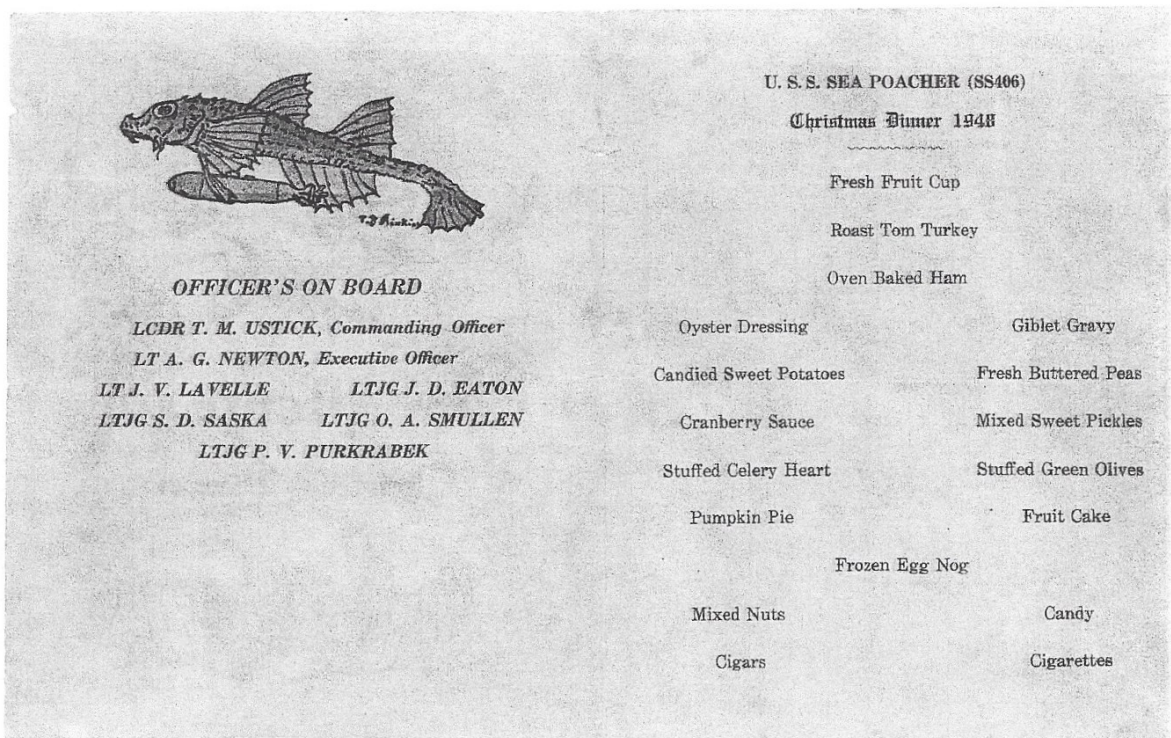 OFFICER'S ON BOARD
LCDR T. M. USTICK, Commanding Officer
LT A. G. NEWTON, Executive Officer
LT J. V. LAVELLE LTJG J. D. EATON
LTJG S. D. SASKA LTJG O. A. SMULLEN
LTJG P. V. PURKRABEK
U. S. S. SEA POACHER (SS406)
Christmas Dinner 1948
Fresh Fruit Cup
Roast Tom Turkey
Oven Baked Ham
Oyster Dressing Giblet Gravy
Candied Sweet Potatoes Fresh Buttered Peas
Cranberry Sauce Mixed Sweet Pickles
Stuffed Celery Heart Stuffed Green Olives
Pumpkin Pie Fruit Cake
Frozen Egg Nog
Mixed Nuts Candy
Cigars Cigarettes